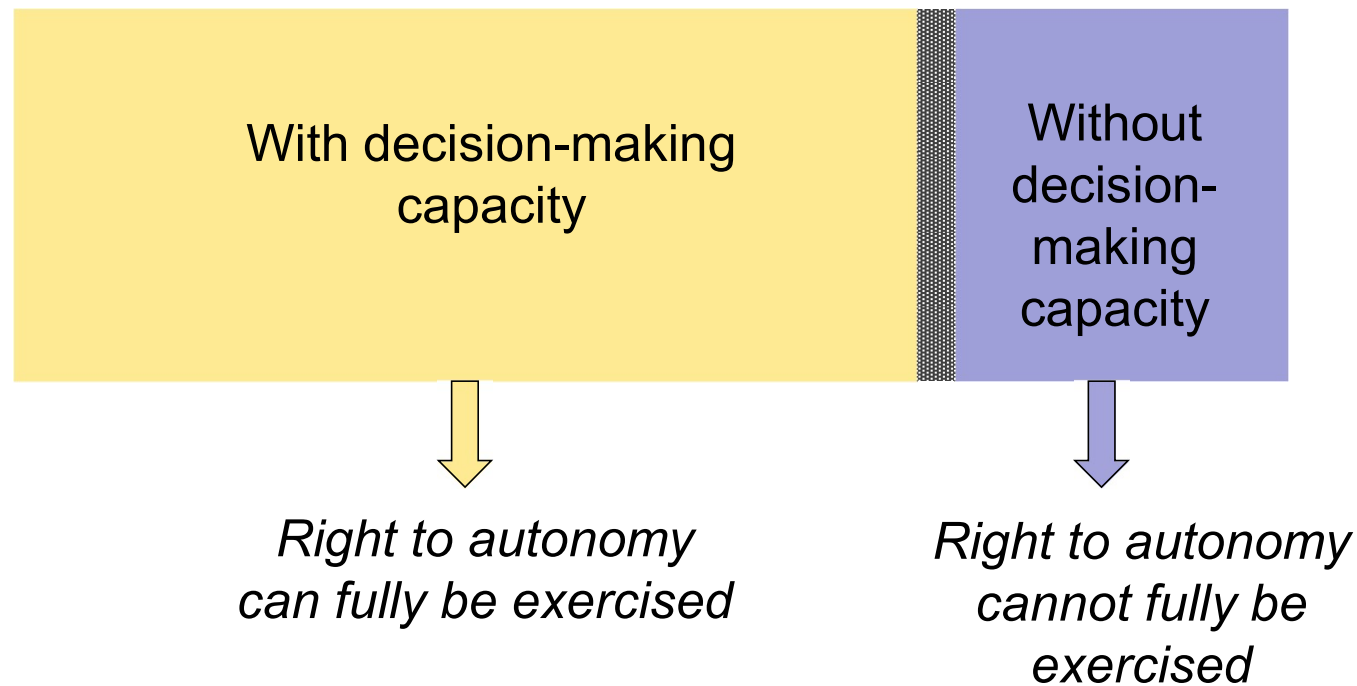 With decision-making
capacity
Without
decision-
making
capacity
Right to autonomy
can fully be exercised
Right to autonomy
cannot fully be
exercised